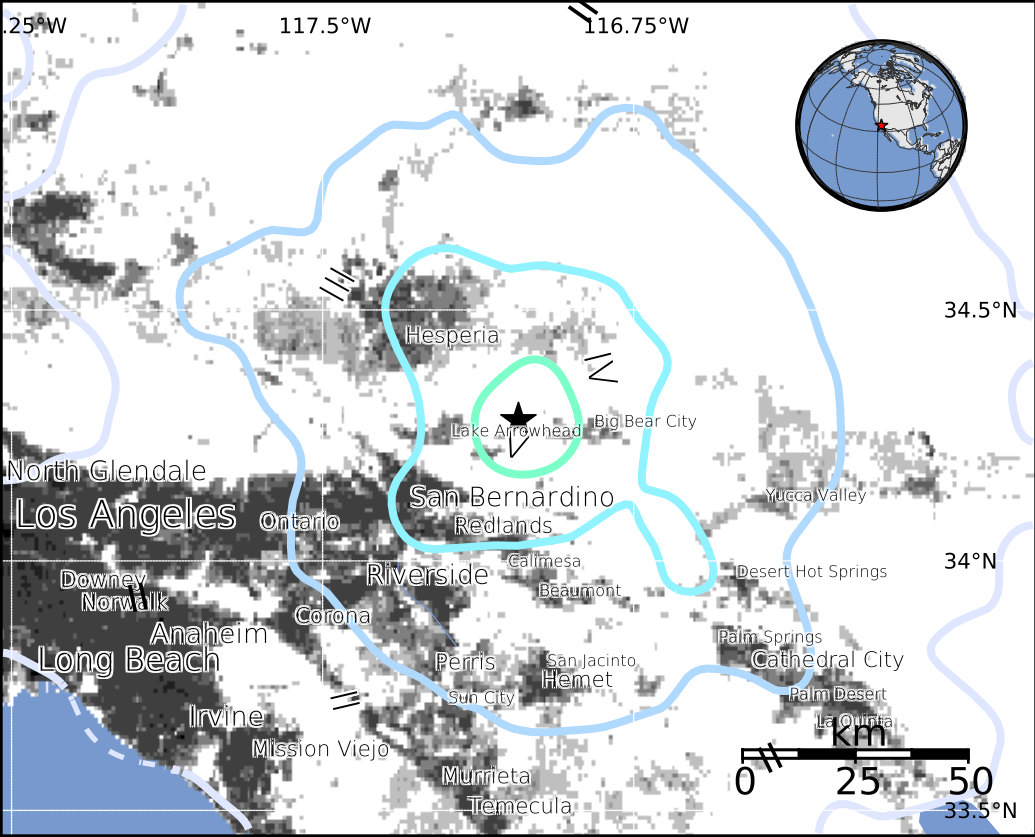 .25°W
117.5°W
116.75°W
34.5°N
Hesperia
Big Bear City
Lake Arrowhead
North Glendale
San Bernardino
Yucca Valley
Los Angeles
Ontario
Redlands
Calimesa
34°N
Riverside
Desert Hot Springs
Downey
Beaumont
Norwalk
Corona
Anaheim
Palm Springs
Long Beach
Perris
San Jacinto
Cathedral City
Hemet
Sun City
Palm Desert
Irvine
La Quinta
km
Mission Viejo
Murrieta
0 25 50
Temecula
33.5°N